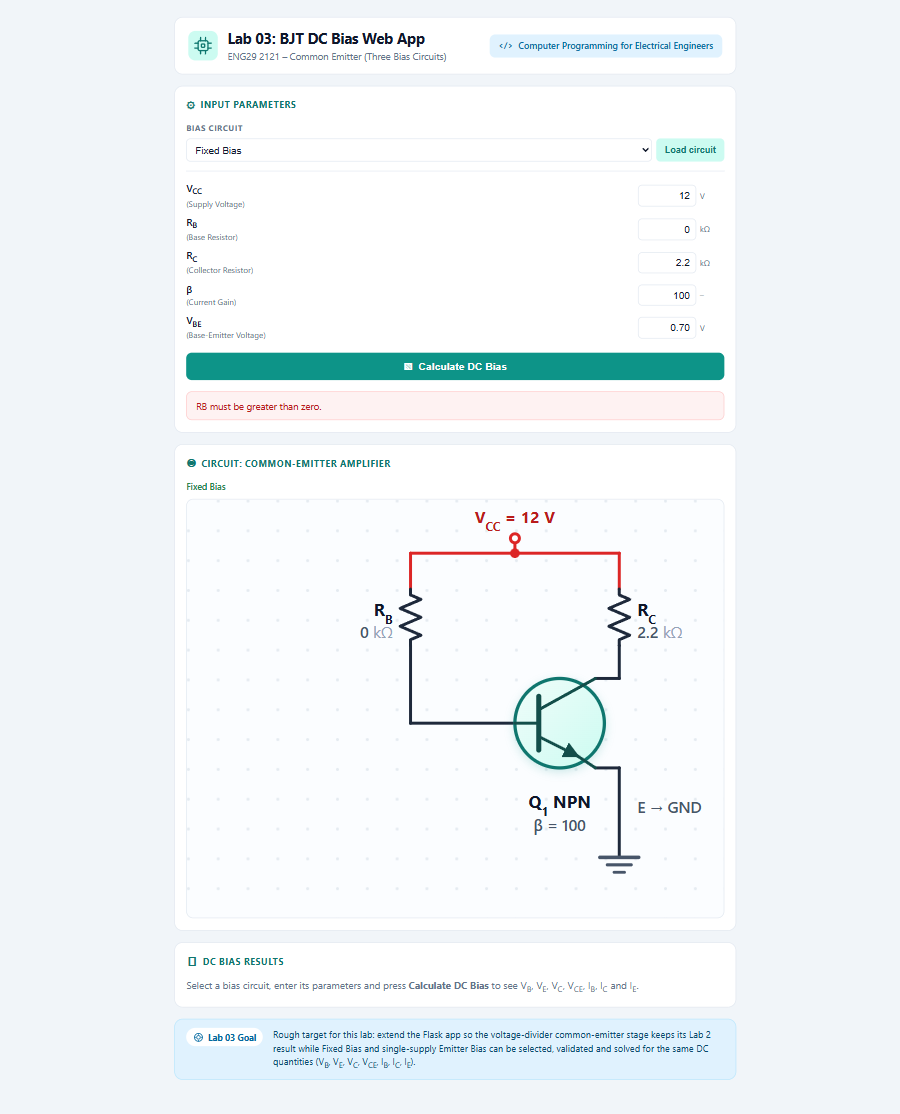 Lab 03: BJT DC Bias Web App
ENG29 2121 – Common Emitter (Three Bias Circuits)
</> Computer Programming for Electrical Engineers
INPUT PARAMETERS
BIAS CIRCUIT
Fixed Bias
Load circuit
VCC
12 V
(Supply Voltage)
RB
0 kΩ
(Base Resistor)
RC
2.2 kΩ
(Collector Resistor)
β
100 –
(Current Gain)
VBE
0.70 V
(Base-Emitter Voltage)
Calculate DC Bias
RB must be greater than zero.
CIRCUIT: COMMON-EMITTER AMPLIFIER
Fixed Bias
VCC = 12 V
RB
0 kΩ
RC
2.2 kΩ
Q1 NPN
β = 100
E → GND
DC BIAS RESULTS
Select a bias circuit, enter its parameters and press Calculate DC Bias to see VB, VE, VC, VCE, IB, IC and IE.
Lab 03 Goal
Rough target for this lab: extend the Flask app so the voltage-divider common-emitter stage keeps its Lab 2
result while Fixed Bias and single-supply Emitter Bias can be selected, validated and solved for the same DC
quantities (VB, VE, VC, VCE, IB, IC, IE).